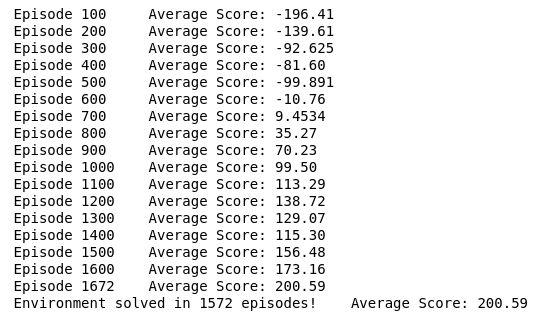 Episode 100 Average Score: -196.41
Episode 200 Average Score: -139.61
Episode 300 Average Score: -92.625
Episode 400 Average Score: -81.60
Episode 500 Average Score: -99.891
Episode 600 Average Score: -10.76
Episode 700 Average Score: 9.4534
Episode 800 Average Score: 35.27
Episode 900 Average Score: 70.23
Episode 1000 Average Score: 99.50
Episode 1100 Average Score: 113.29
Episode 1200 Average Score: 138.72
Episode 1300 Average Score: 129.07
Episode 1400 Average Score: 115.30
Episode 1500 Average Score: 156.48
Episode 1600 Average Score: 173.16
Episode 1672 Average Score: 200.59
Environment solved in 1572 episodes! Average Score: 200.59